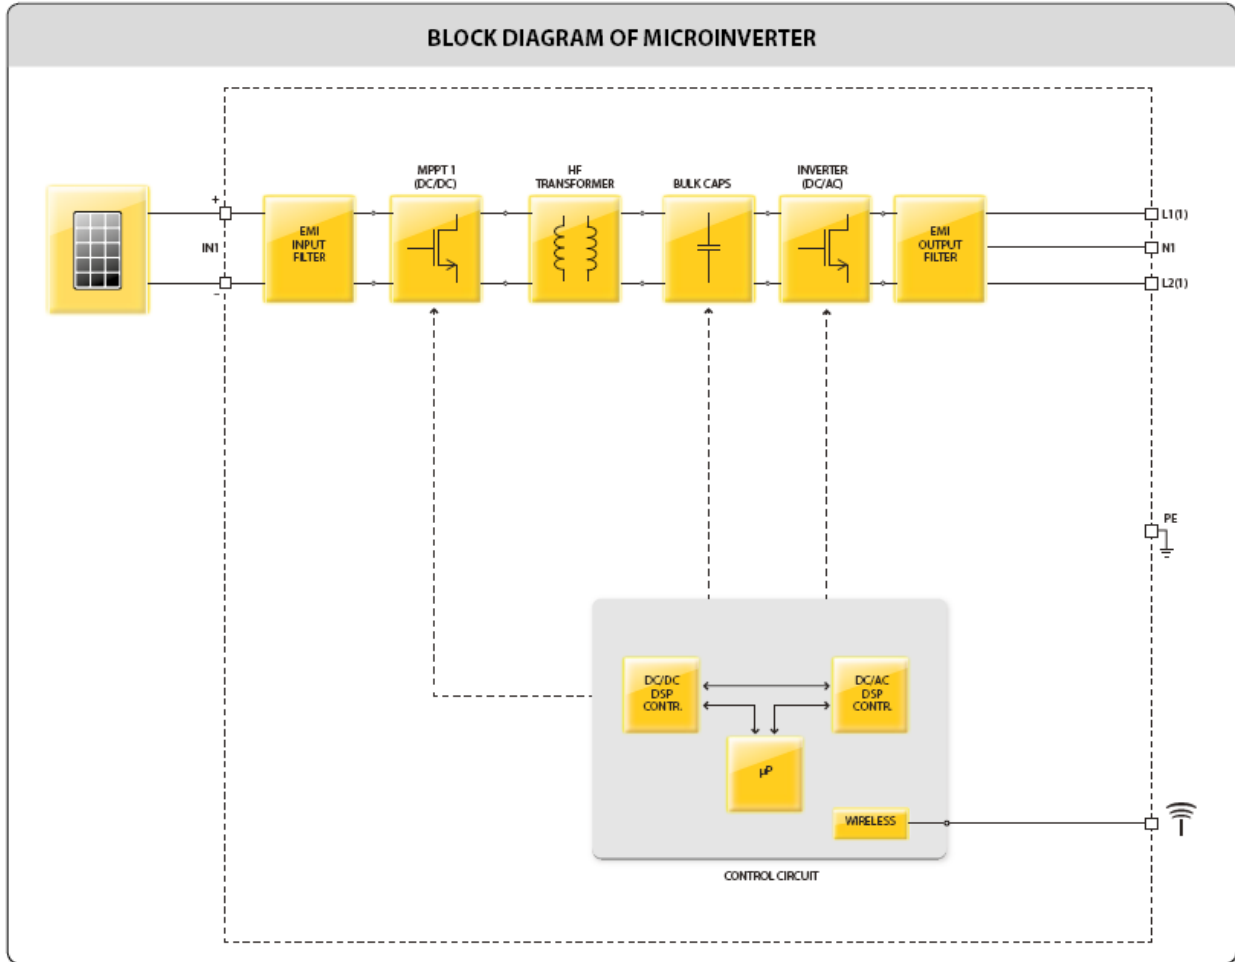 BLOCK DIAGRAM OF MICROINVERTER
MPPT 1
(DC/DC)
HF
TRANSFORMER
BULK CAPS
INVERTER
(DC/AC)
+
IN1
–
EMI
INPUT
FILTER
EMI
OUTPUT
FILTER
L1(1)
N1
L2(1)
PE
DC/DC
DSP
CONTR.
DC/AC
DSP
CONTR.
µP
WIRELESS
CONTROL CIRCUIT